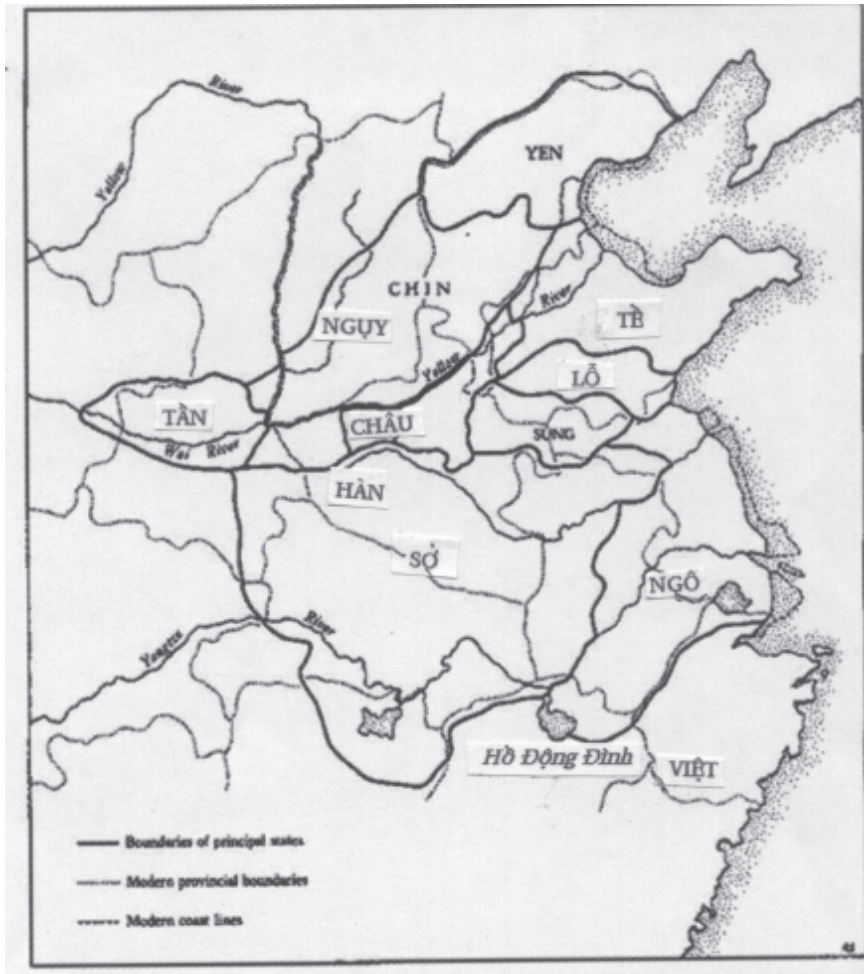 River
Yellow
YEN
CHIN
NGỤY
River
TỀ
Yellow
LỖ
TẦN
CHÂU
SUNG
Wei River
HÀN
SỞ
NGÔ
River
Yangtze
Hồ Động Đình
VIỆT
Boundaries of principal states
Modern provincial boundaries
Modern coast lines